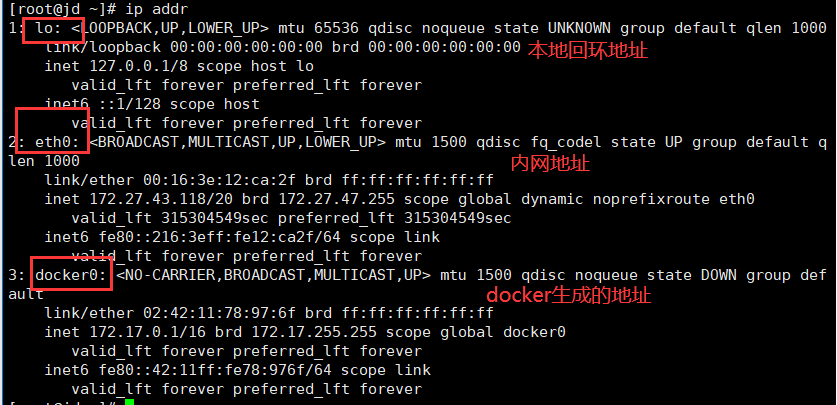 [root@jd ~]# ip addr
1: lo: <LOOPBACK,UP,LOWER_UP> mtu 65536 qdisc noqueue state UNKNOWN group default qlen 1000
link/loopback 00:00:00:00:00:00 brd 00:00:00:00:00:00 本地回环地址
inet 127.0.0.1/8 scope host lo
valid_lft forever preferred_lft forever
inet6 ::1/128 scope host
valid_lft forever preferred_lft forever
2: eth0: <BROADCAST,MULTICAST,UP,LOWER_UP> mtu 1500 qdisc fq_codel state UP group default q
len 1000 内网地址
link/ether 00:16:3e:12:ca:2f brd ff:ff:ff:ff:ff:ff
inet 172.27.43.118/20 brd 172.27.47.255 scope global dynamic noprefixroute eth0
valid_lft 315304549sec preferred_lft 315304549sec
inet6 fe80::216:3eff:fe12:ca2f/64 scope link
valid_lft forever preferred_lft forever
3: docker0: <NO-CARRIER,BROADCAST,MULTICAST,UP> mtu 1500 qdisc noqueue state DOWN group def
ault docker生成的地址
link/ether 02:42:11:78:97:6f brd ff:ff:ff:ff:ff:ff
inet 172.17.0.1/16 brd 172.17.255.255 scope global docker0
valid_lft forever preferred_lft forever
inet6 fe80::42:11ff:fe78:976f/64 scope link
valid_lft forever preferred_lft forever